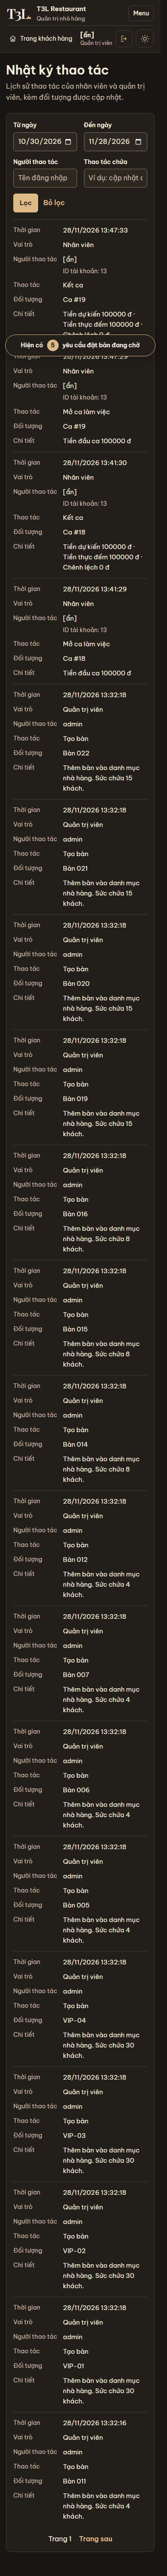 T3L.
T3L Restaurant
Quản trị nhà hàng
Menu
Trang khách hàng
[ẩn]
Quản trị viên
Nhật ký thao tác
Sổ phục hồi thao tác của nhân viên và quản trị
viên, đến đối tượng được cập nhật.
Từ ngày
Đến ngày
10/30/2026
11/28/2026
Người thao tác
Thao tác chứa
Tên đăng nhập
Ví dụ: cập nhật
Lọc
Bỏ lọc
Thời gian 28/11/2026 13:47:33
Vai trò Nhân viên
Người thao tác [ẩn]
ID tài khoản: 13
Thao tác Kết ca
Đối tượng Ca #19
Chi tiết Tiền dự kiến 100000 đ ·
Tiền thực đếm 100000 đ ·
Hiện có 5 yêu cầu đặt bàn đang chờ
Vai trò Nhân viên
Người thao tác [ẩn]
ID tài khoản: 13
Thao tác Mở ca làm việc
Đối tượng Ca #19
Chi tiết Tiền đầu ca 100000 đ
Thời gian 28/11/2026 13:41:30
Vai trò Nhân viên
Người thao tác [ẩn]
ID tài khoản: 13
Thao tác Kết ca
Đối tượng Ca #18
Chi tiết Tiền dự kiến 100000 đ ·
Tiền thực đếm 100000 đ ·
Chênh lệch 0 đ
Thời gian 28/11/2026 13:41:29
Vai trò Nhân viên
Người thao tác [ẩn]
ID tài khoản: 13
Thao tác Mở ca làm việc
Đối tượng Ca #18
Chi tiết Tiền đầu ca 100000 đ
Thời gian 28/11/2026 13:32:18
Vai trò Quản trị viên
Người thao tác admin
Thao tác Tạo bàn
Đối tượng Bàn 022
Chi tiết Thêm bàn vào danh mục
nhà hàng. Sức chứa 15
khách.
Thời gian 28/11/2026 13:32:18
Vai trò Quản trị viên
Người thao tác admin
Thao tác Tạo bàn
Đối tượng Bàn 021
Chi tiết Thêm bàn vào danh mục
nhà hàng. Sức chứa 15
khách.
Thời gian 28/11/2026 13:32:18
Vai trò Quản trị viên
Người thao tác admin
Thao tác Tạo bàn
Đối tượng Bàn 020
Chi tiết Thêm bàn vào danh mục
nhà hàng. Sức chứa 15
khách.
Thời gian 28/11/2026 13:32:18
Vai trò Quản trị viên
Người thao tác admin
Thao tác Tạo bàn
Đối tượng Bàn 019
Chi tiết Thêm bàn vào danh mục
nhà hàng. Sức chứa 15
khách.
Thời gian 28/11/2026 13:32:18
Vai trò Quản trị viên
Người thao tác admin
Thao tác Tạo bàn
Đối tượng Bàn 016
Chi tiết Thêm bàn vào danh mục
nhà hàng. Sức chứa 8
khách.
Thời gian 28/11/2026 13:32:18
Vai trò Quản trị viên
Người thao tác admin
Thao tác Tạo bàn
Đối tượng Bàn 015
Chi tiết Thêm bàn vào danh mục
nhà hàng. Sức chứa 8
khách.
Thời gian 28/11/2026 13:32:18
Vai trò Quản trị viên
Người thao tác admin
Thao tác Tạo bàn
Đối tượng Bàn 014
Chi tiết Thêm bàn vào danh mục
nhà hàng. Sức chứa 8
khách.
Thời gian 28/11/2026 13:32:18
Vai trò Quản trị viên
Người thao tác admin
Thao tác Tạo bàn
Đối tượng Bàn 012
Chi tiết Thêm bàn vào danh mục
nhà hàng. Sức chứa 4
khách.
Thời gian 28/11/2026 13:32:18
Vai trò Quản trị viên
Người thao tác admin
Thao tác Tạo bàn
Đối tượng Bàn 007
Chi tiết Thêm bàn vào danh mục
nhà hàng. Sức chứa 4
khách.
Thời gian 28/11/2026 13:32:18
Vai trò Quản trị viên
Người thao tác admin
Thao tác Tạo bàn
Đối tượng Bàn 006
Chi tiết Thêm bàn vào danh mục
nhà hàng. Sức chứa 4
khách.
Thời gian 28/11/2026 13:32:18
Vai trò Quản trị viên
Người thao tác admin
Thao tác Tạo bàn
Đối tượng Bàn 005
Chi tiết Thêm bàn vào danh mục
nhà hàng. Sức chứa 4
khách.
Thời gian 28/11/2026 13:32:18
Vai trò Quản trị viên
Người thao tác admin
Thao tác Tạo bàn
Đối tượng VIP-04
Chi tiết Thêm bàn vào danh mục
nhà hàng. Sức chứa 30
khách.
Thời gian 28/11/2026 13:32:18
Vai trò Quản trị viên
Người thao tác admin
Thao tác Tạo bàn
Đối tượng VIP-03
Chi tiết Thêm bàn vào danh mục
nhà hàng. Sức chứa 30
khách.
Thời gian 28/11/2026 13:32:18
Vai trò Quản trị viên
Người thao tác admin
Thao tác Tạo bàn
Đối tượng VIP-02
Chi tiết Thêm bàn vào danh mục
nhà hàng. Sức chứa 30
khách.
Thời gian 28/11/2026 13:32:18
Vai trò Quản trị viên
Người thao tác admin
Thao tác Tạo bàn
Đối tượng VIP-01
Chi tiết Thêm bàn vào danh mục
nhà hàng. Sức chứa 30
khách.
Thời gian 28/11/2026 13:32:16
Vai trò Quản trị viên
Người thao tác admin
Thao tác Tạo bàn
Đối tượng Bàn 011
Chi tiết Thêm bàn vào danh mục
nhà hàng. Sức chứa 4
khách.
Trang 1 Trang sau